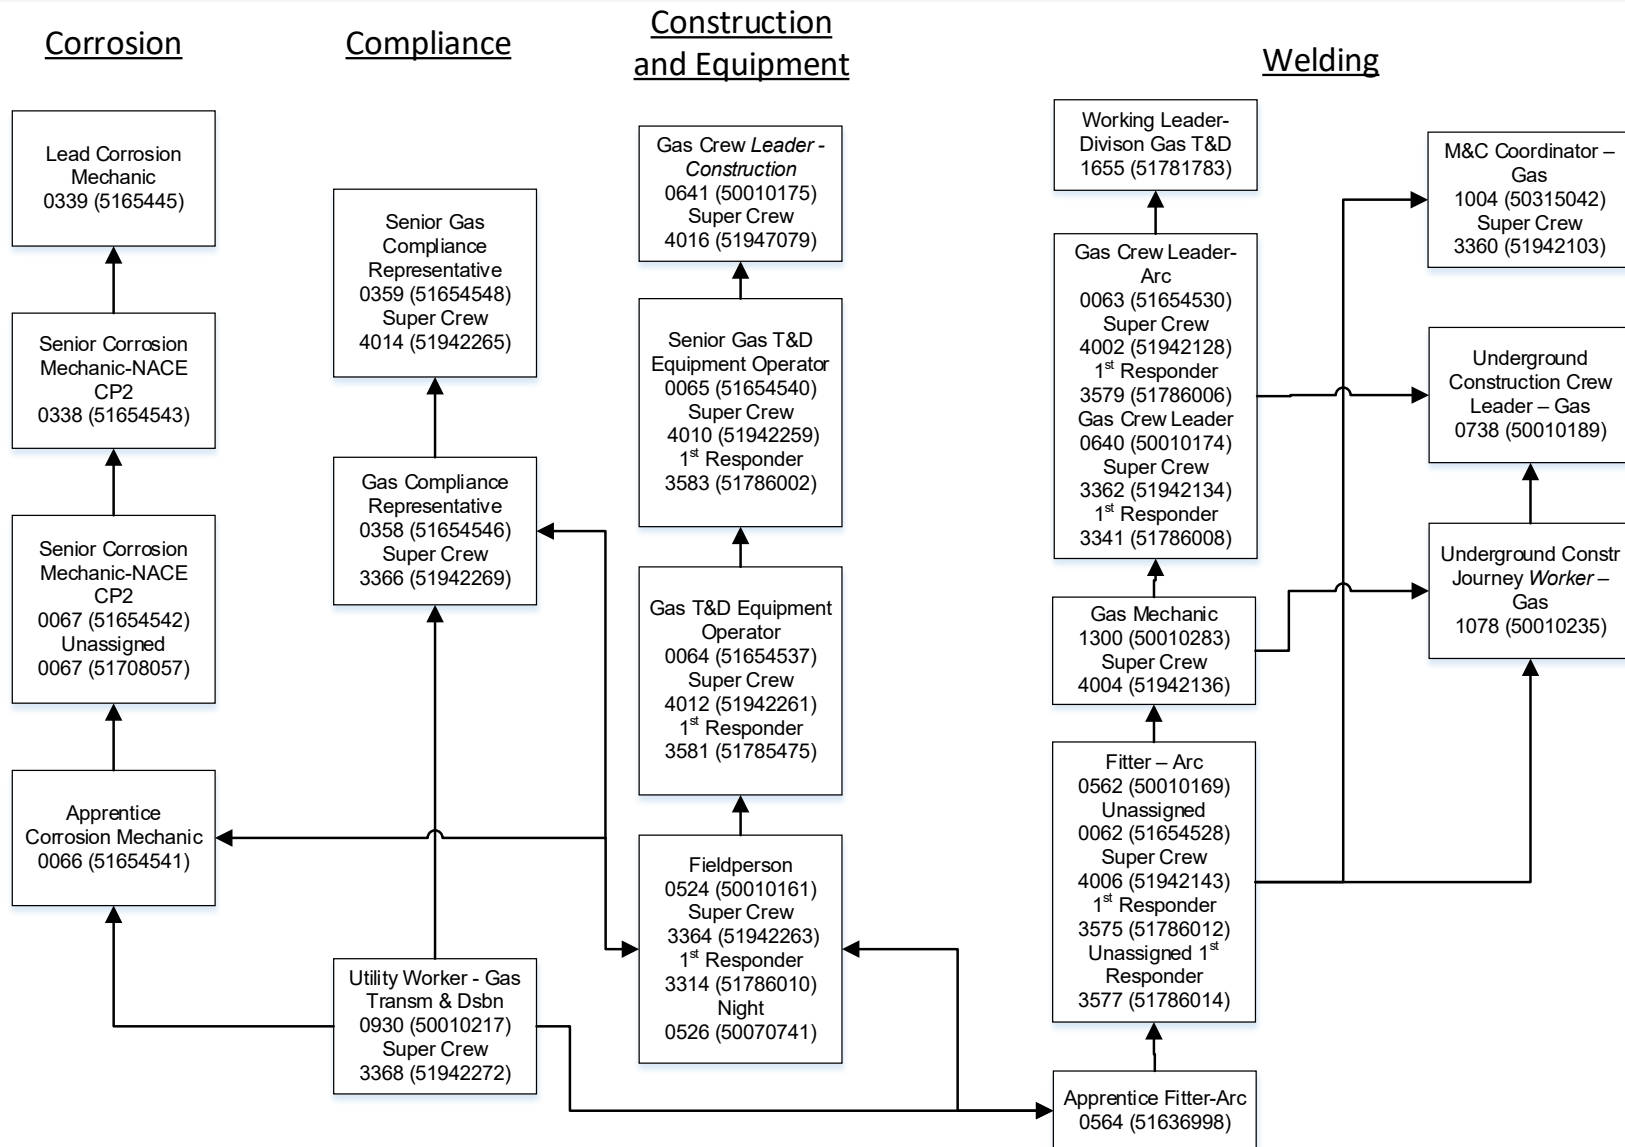 Corrosion
Compliance
Construction
and Equipment
Welding
Lead Corrosion
Mechanic
0339 (5165445)
Senior Corrosion
Mechanic-NACE
CP2
0338 (51654543)
Senior Corrosion
Mechanic-NACE
CP2
0067 (51654542)
Unassigned
0067 (51708057)
Apprentice
Corrosion Mechanic
0066 (51654541)
Senior Gas
Compliance
Representative
0359 (51654548)
Super Crew
4014 (51942265)
Gas Compliance
Representative
0358 (51654546)
Super Crew
3366 (51942269)
Utility Worker - Gas
Transm & Dsbn
0930 (50010217)
Super Crew
3368 (51942272)
Gas Crew Leader -
Construction
0641 (50010175)
Super Crew
4016 (51947079)
Senior Gas T&D
Equipment Operator
0065 (51654540)
Super Crew
4010 (51942259)
1st Responder
3583 (51786002)
Gas T&D Equipment
Operator
0064 (51654537)
Super Crew
4012 (51942261)
1st Responder
3581 (51785475)
Fieldperson
0524 (50010161)
Super Crew
3364 (51942263)
1st Responder
3314 (51786010)
Night
0526 (50070741)
Working Leader-
Divison Gas T&D
1655 (51781783)
Gas Crew Leader-
Arc
0063 (51654530)
Super Crew
4002 (51942128)
1st Responder
3579 (51786006)
Gas Crew Leader
0640 (50010174)
Super Crew
3362 (51942134)
1st Responder
3341 (51786008)
Gas Mechanic
1300 (50010283)
Super Crew
4004 (51942136)
Fitter – Arc
0562 (50010169)
Unassigned
0062 (51654528)
Super Crew
4006 (51942143)
1st Responder
3575 (51786012)
Unassigned 1st
Responder
3577 (51786014)
Apprentice Fitter-Arc
0564 (51636998)
M&C Coordinator –
Gas
1004 (50315042)
Super Crew
3360 (51942103)
Underground
Construction Crew
Leader – Gas
0738 (50010189)
Underground Constr
Journey Worker –
Gas
1078 (50010235)